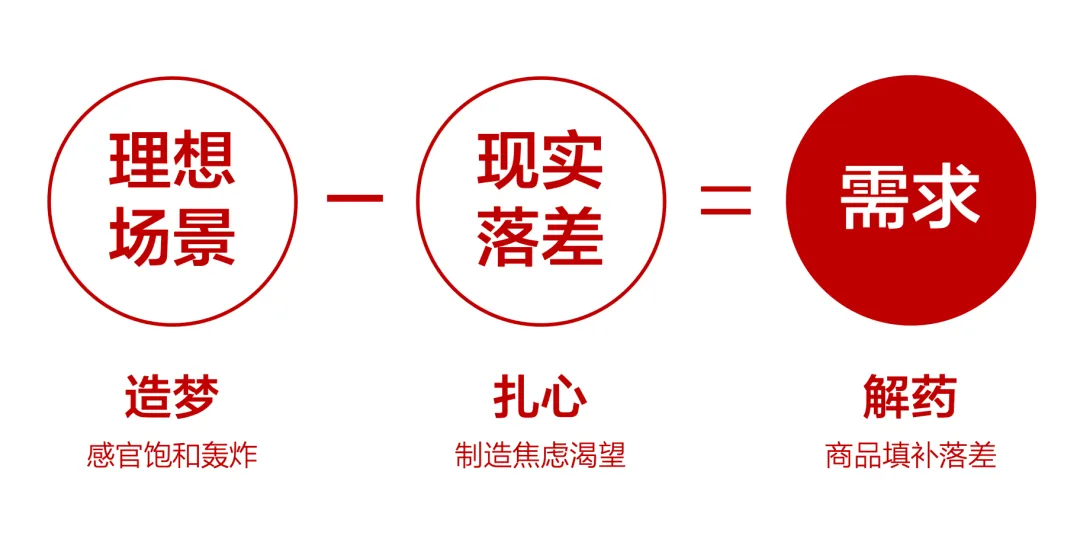 理想
场景
—
现实
落差
=
需求
造梦
扎心
解药
感官饱和轰炸
制造焦虑渴望
商品填补落差